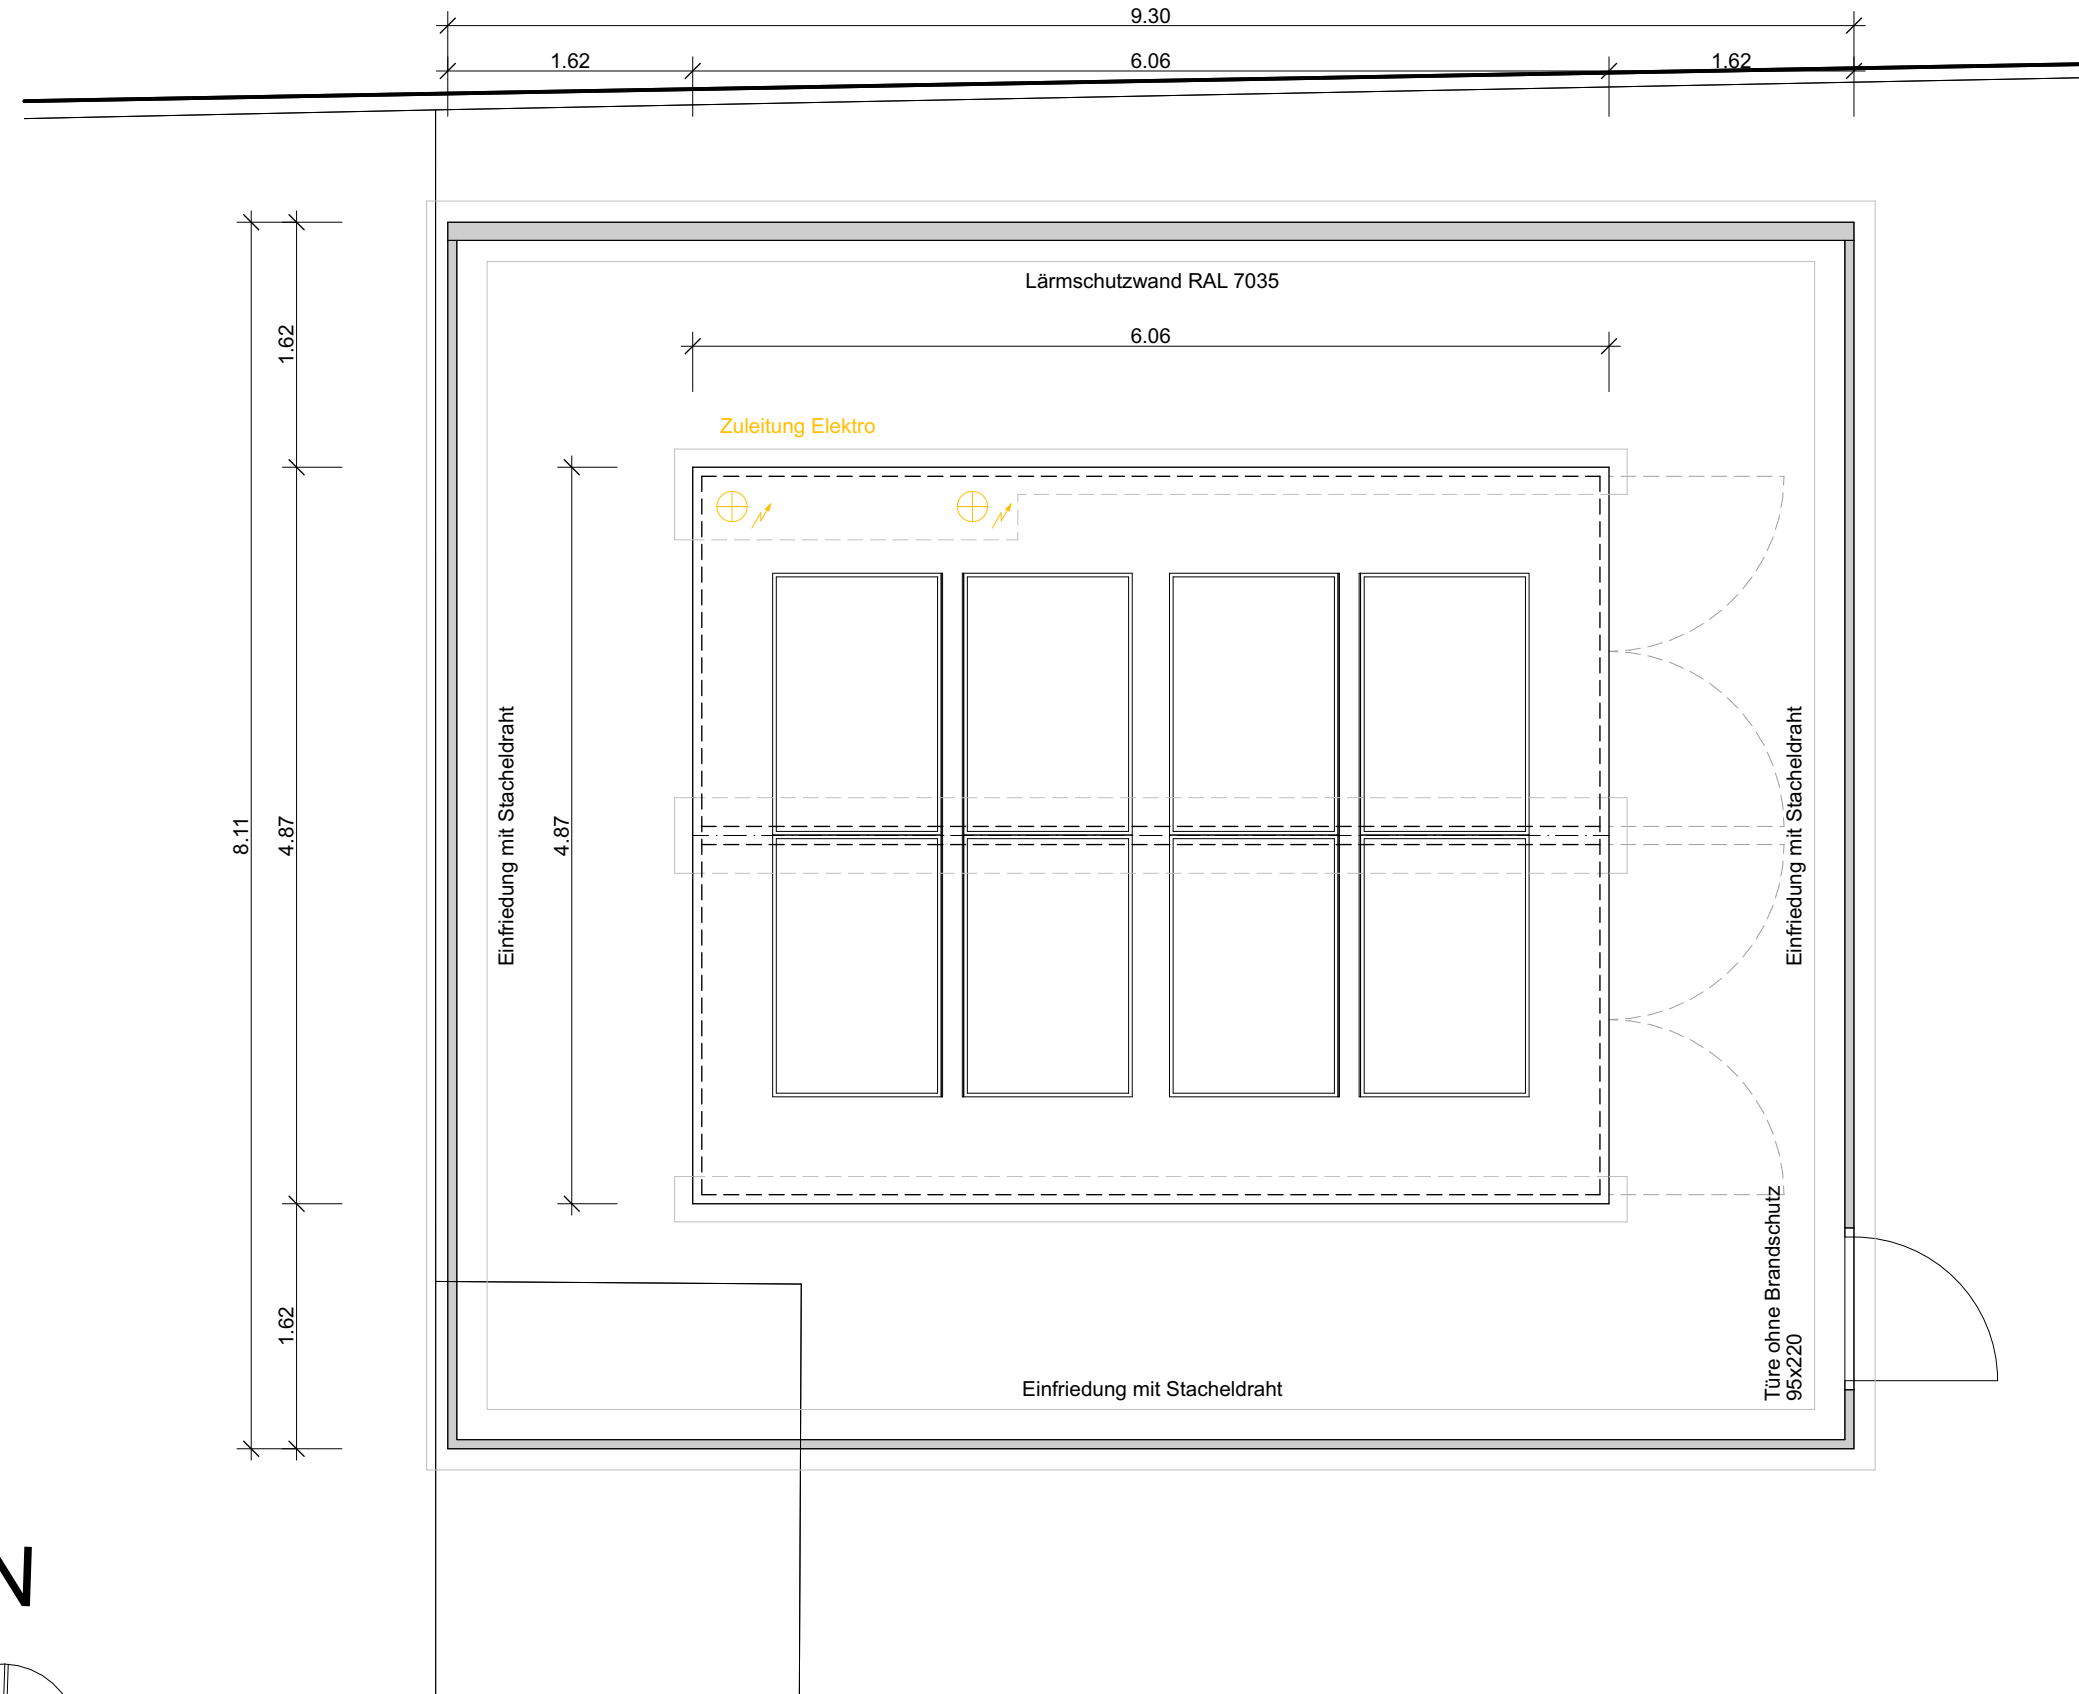 9.30
1.62
6.06
1.62
Lärmschutzwand RAL 7035
6.06
1.62
Zuleitung Elektro
8.11
4.87
4.87
Einfriedung mit Stacheldraht
Einfriedung mit Stacheldraht
1.62
Türe ohne Brandschutz
95x220
Einfriedung mit Stacheldraht
N